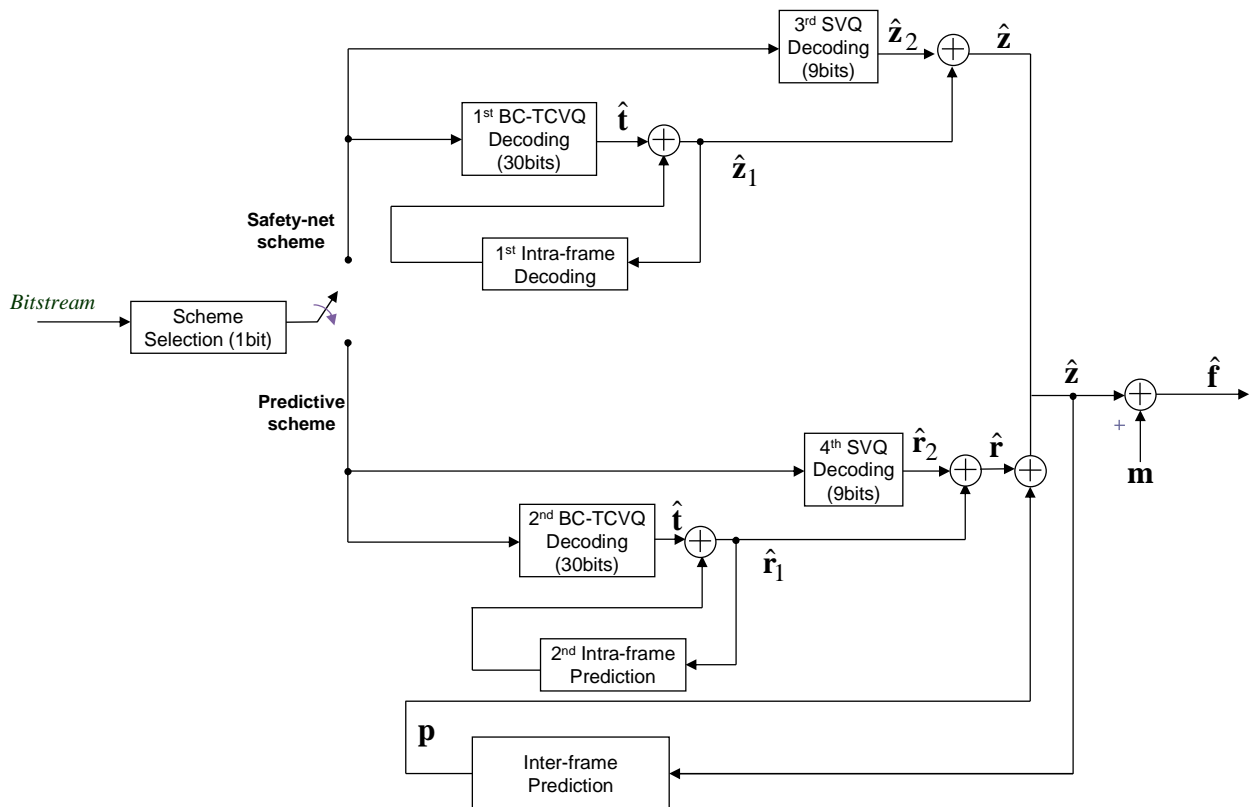 3rd SVQ
Decoding
(9bits)
ẑ2
ẑ
1st BC-TCVQ
Decoding
(30bits)
t̂
ẑ1
Safety-net
scheme
1st Intra-frame
Decoding
Bitstream
Scheme
Selection (1bit)
Predictive
scheme
ẑ
f̂
+
m
4th SVQ
Decoding
(9bits)
r̂2
r̂
2nd BC-TCVQ
Decoding
(30bits)
t̂
r̂1
2nd Intra-frame
Prediction
p
Inter-frame
Prediction